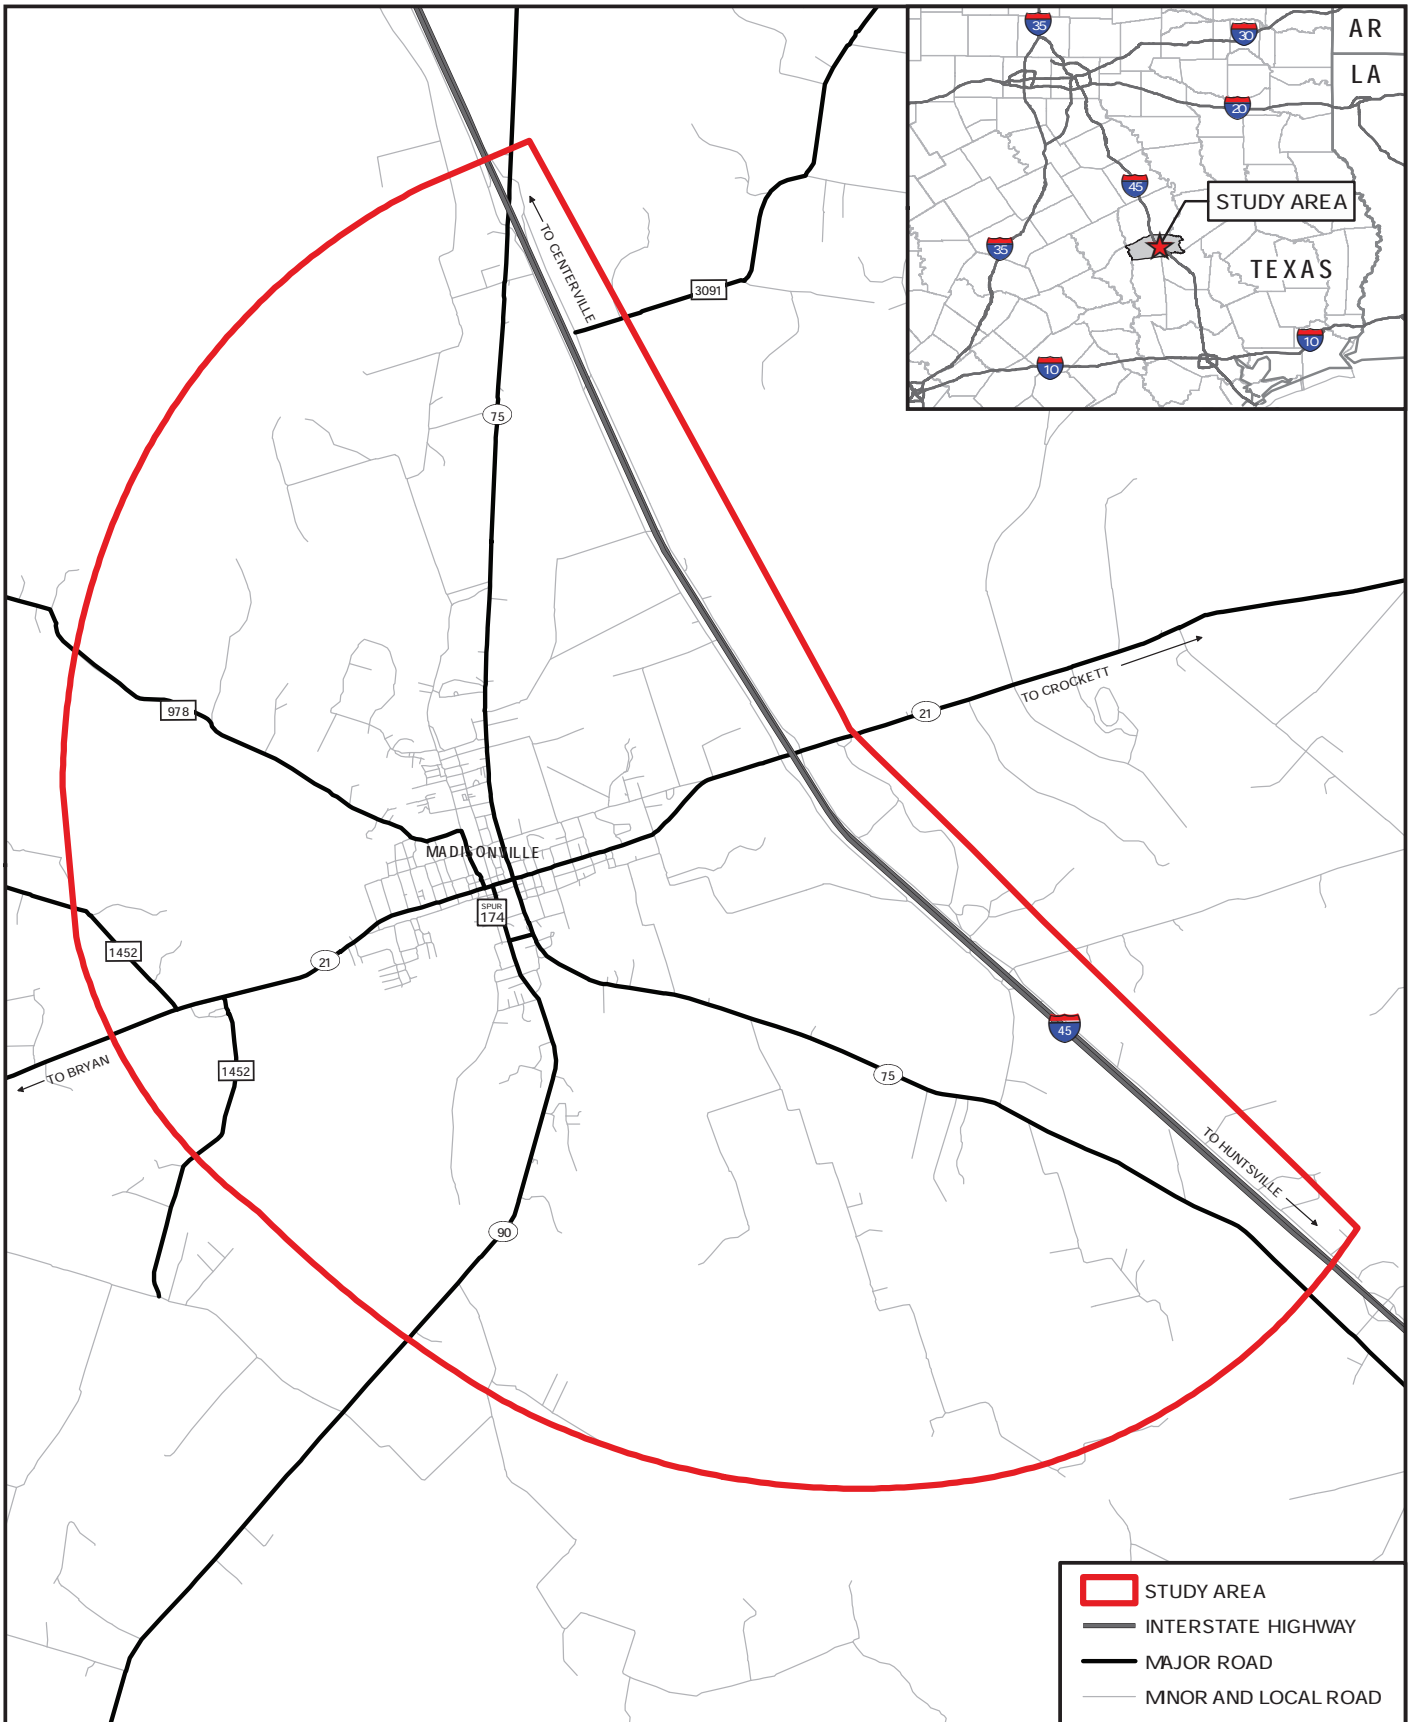 35
30
AR
LA
20
45
STUDY AREA
35
TEXAS
10
10
TO CENTERVILLE
3091
75
TO CROCKETT
21
978
MADISONVILLE
SPUR
174
1452
21
45
TO BRYAN
1452
75
TO HUNTSVILLE
90
STUDY AREA
INTERSTATE HIGHWAY
MAJOR ROAD
MINOR AND LOCAL ROAD